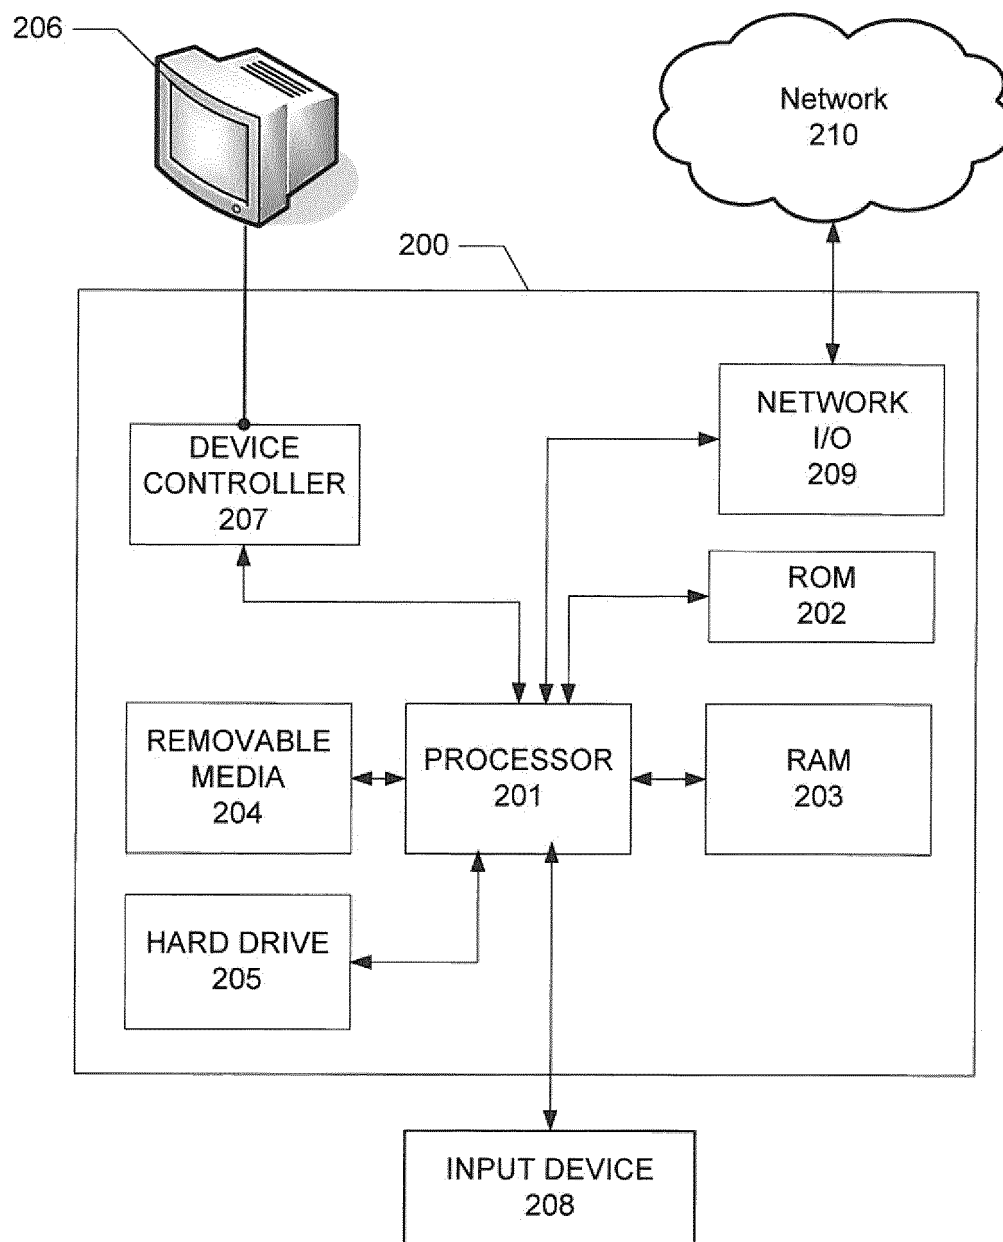 206
Network
210
200
NETWORK
I/O
209
DEVICE
CONTROLLER
207
ROM
202
REMOVABLE
MEDIA
204
PROCESSOR
201
RAM
203
HARD DRIVE
205
INPUT DEVICE
208